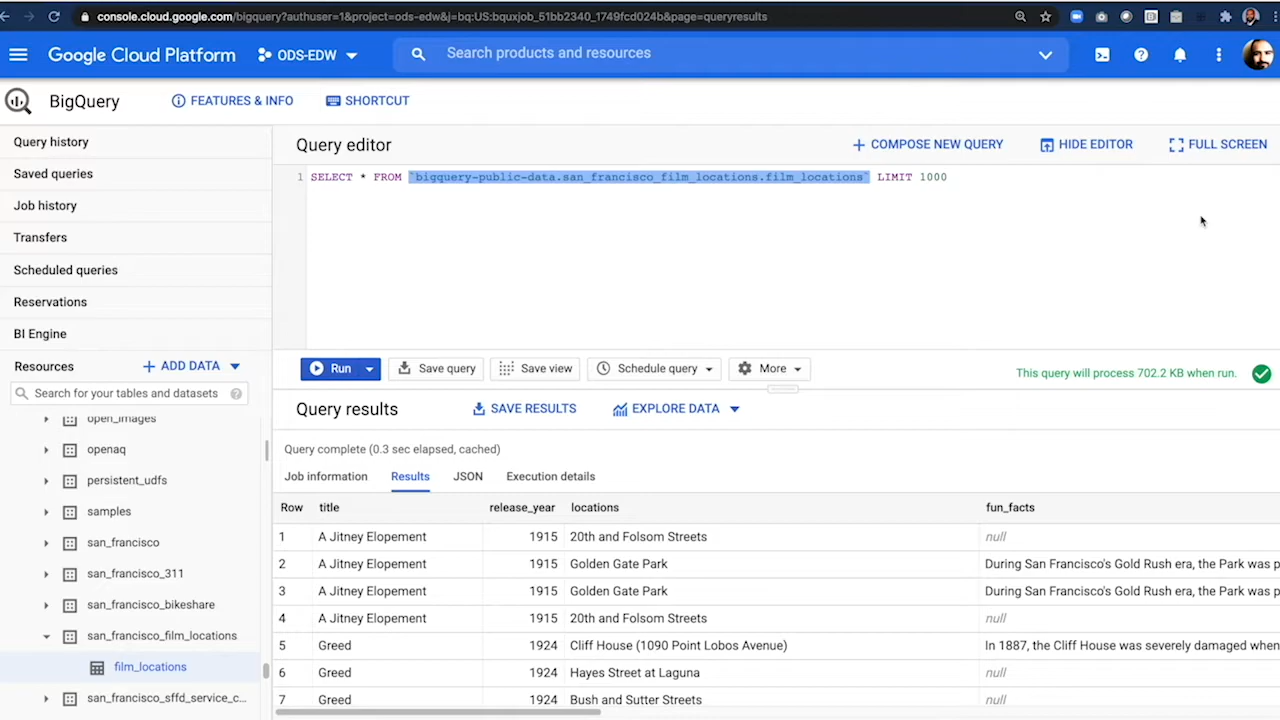 console.cloud.google.com/bigquery?authuser=1&project=ods-edw&j=bq:US:bquxjob_51bb2340_1749fcd024b&page=queryresults
Google Cloud Platform
ODS-EDW
Search products and resources
BigQuery
FEATURES & INFO
SHORTCUT
Query history
Saved queries
Job history
Transfers
Scheduled queries
Reservations
BI Engine
Resources
ADD DATA
Search for your tables and datasets
open_images
openaq
persistent_udfs
samples
san_francisco
san_francisco_311
san_francisco_bikeshare
san_francisco_film_locations
film_locations
san_francisco_sffd_service_c...
Query editor
COMPOSE NEW QUERY
HIDE EDITOR
FULL SCREEN
1 SELECT * FROM `bigquery-public-data.san_francisco_film_locations.film_locations` LIMIT 1000
Run
Save query
Save view
Schedule query
More
This query will process 702.2 KB when run.
Query results
SAVE RESULTS
EXPLORE DATA
Query complete (0.3 sec elapsed, cached)
Job information Results JSON Execution details
Row title release_year locations fun_facts
1 A Jitney Elopement 1915 20th and Folsom Streets null
2 A Jitney Elopement 1915 Golden Gate Park During San Francisco's Gold Rush era, the Park was p
3 A Jitney Elopement 1915 Golden Gate Park During San Francisco's Gold Rush era, the Park was p
4 A Jitney Elopement 1915 20th and Folsom Streets null
5 Greed 1924 Cliff House (1090 Point Lobos Avenue) In 1887, the Cliff House was severely damaged when
6 Greed 1924 Hayes Street at Laguna null
7 Greed 1924 Bush and Sutter Streets null